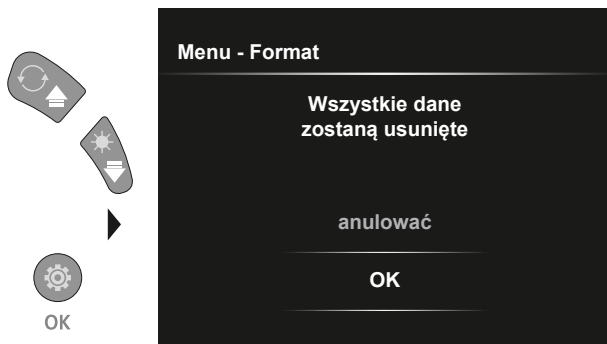 Menu - Format
Wszystkie dane
zostaną usunięte
anulować
OK
OK